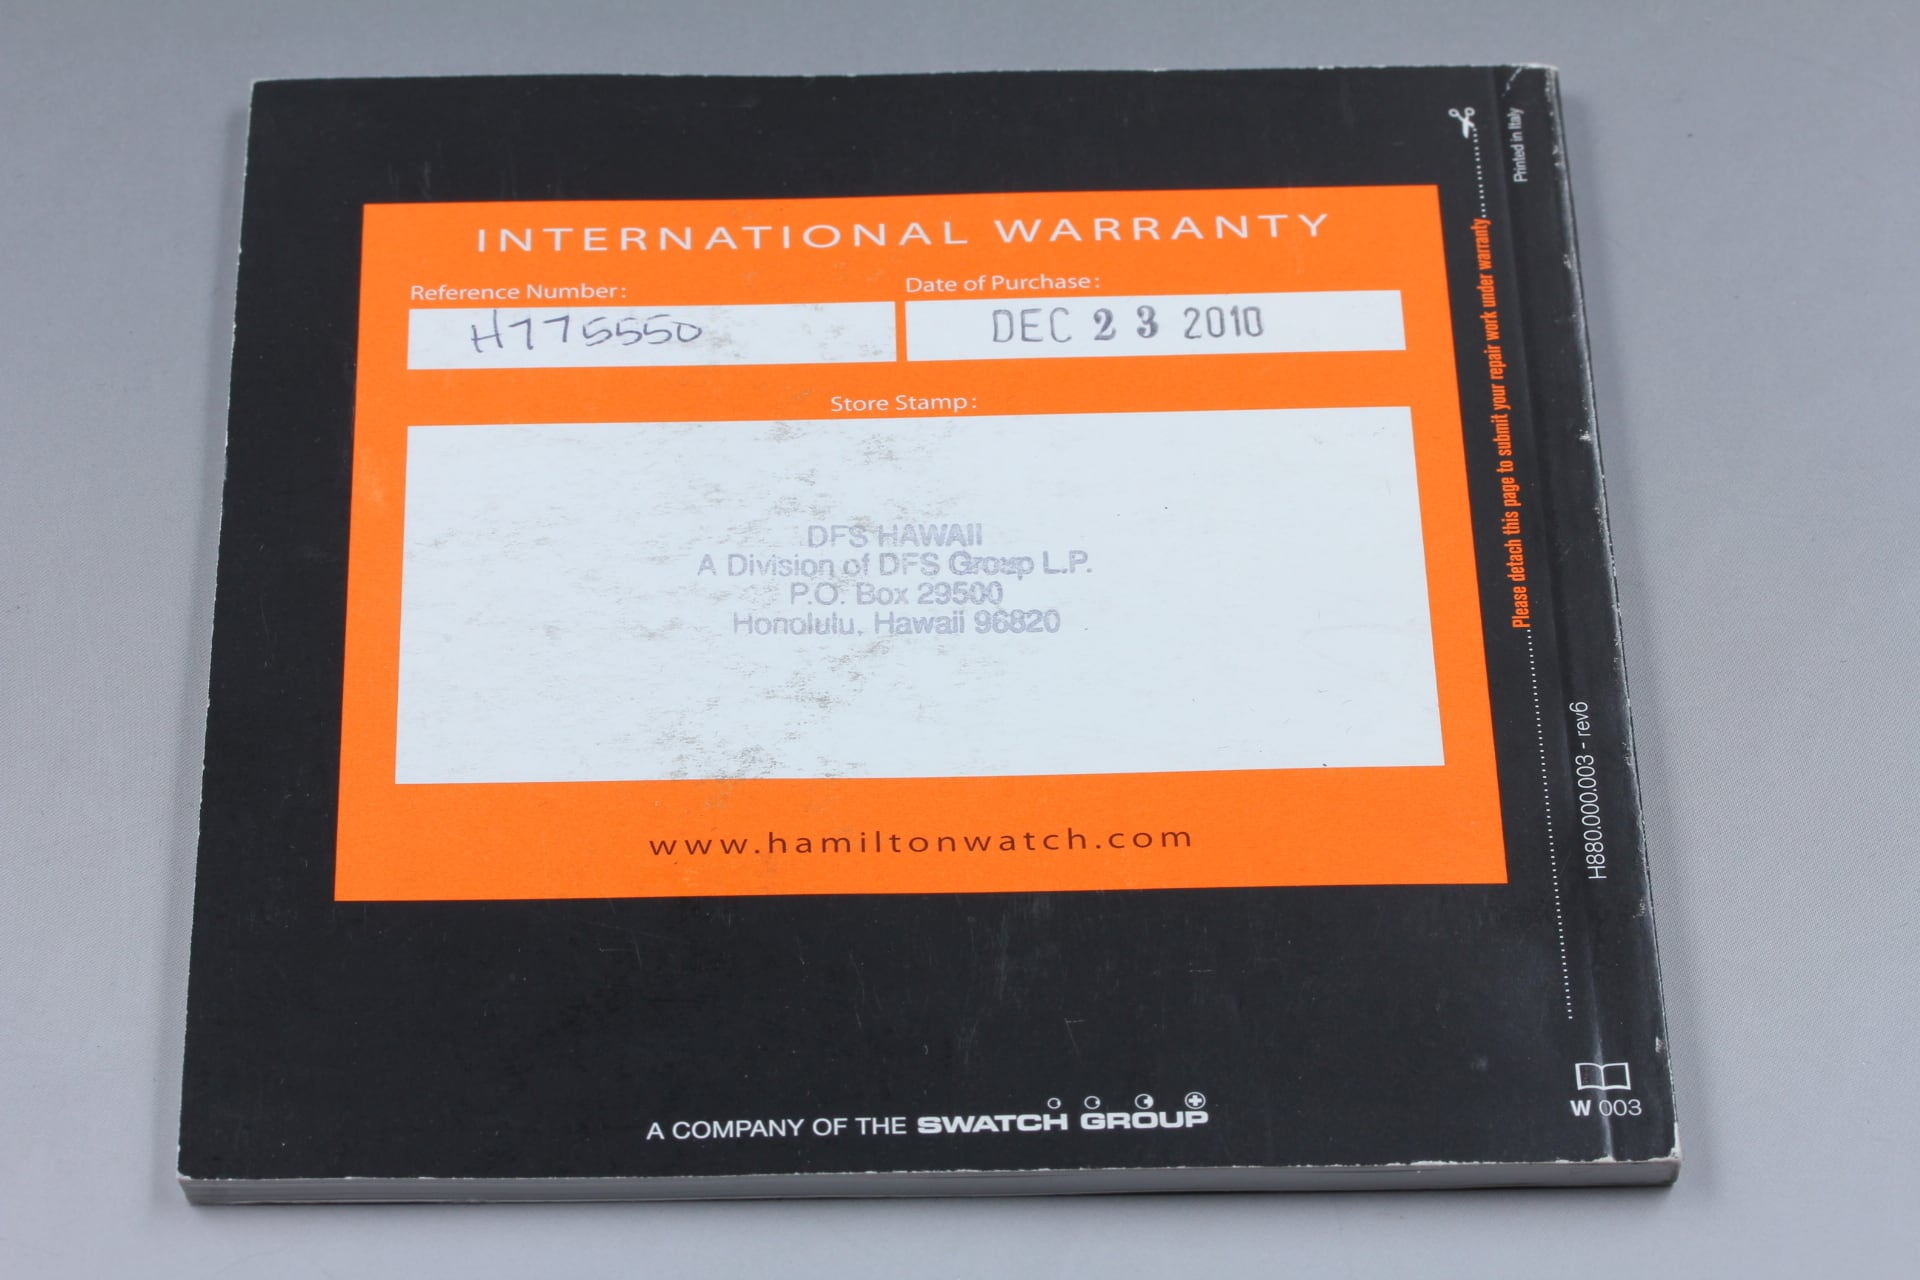 INTERNATIONAL WARRANTY
Reference Number:
H775550
Date of Purchase:
DEC 23 2010
Store Stamp:
DFS HAWAII
A Division of DFS Group L.P.
P.O. Box 29500
Honolulu, Hawaii 96820
www.hamiltonwatch.com
A COMPANY OF THE SWATCH GROUP
Please detach this page to submit your repair work under warranty
Printed in Italy
H880.000.003 - rev6
W 003